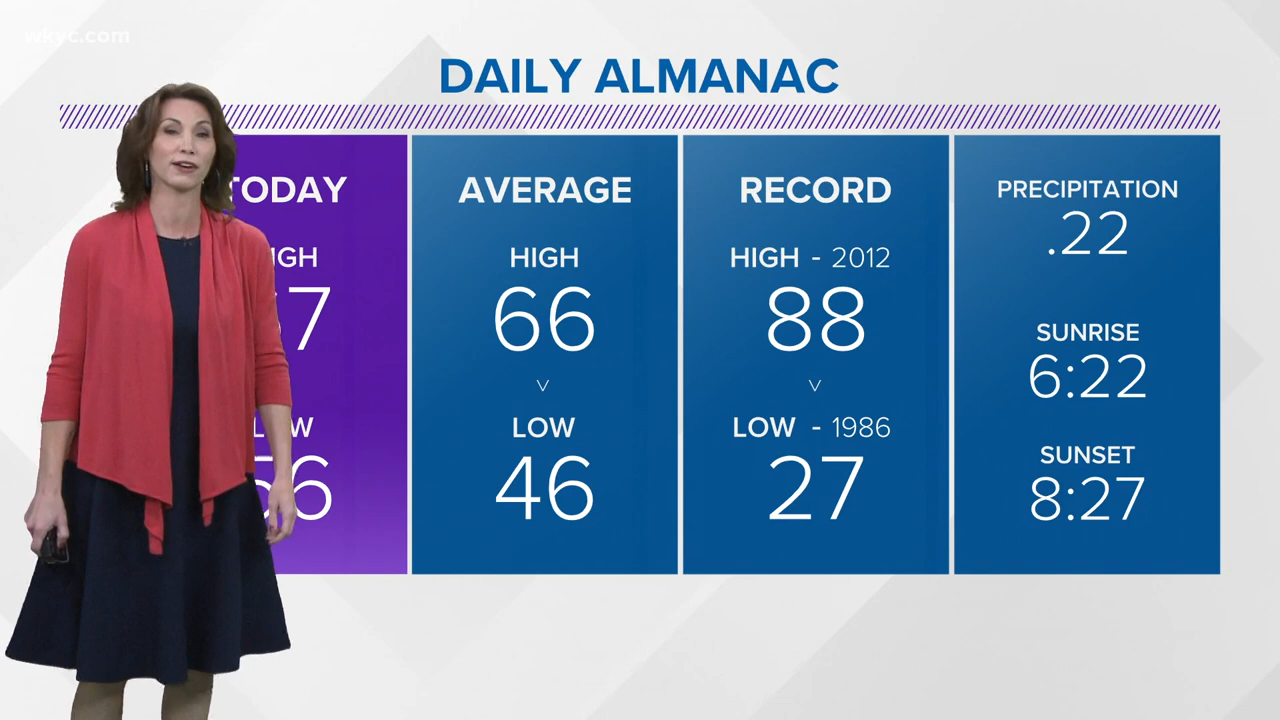 wkyc.com
DAILY ALMANAC
TODAY
AVERAGE
HIGH
66
LOW
46
RECORD
HIGH - 2012
88
LOW - 1986
27
PRECIPITATION
.22
SUNRISE
6:22
SUNSET
8:27